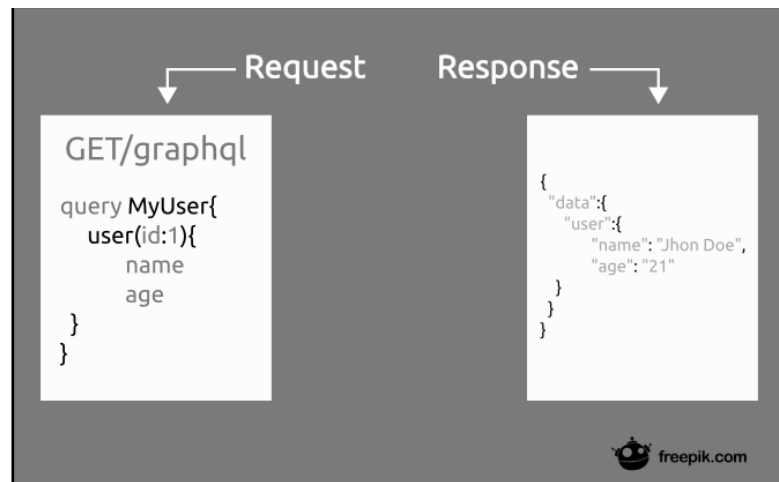 Request
Response
GET/graphql
query MyUser{
user(id:1){
name
age
}
}
{
"data":{
"user":{
"name": "Jhon Doe",
"age": "21"
}
}
}
freepik.com